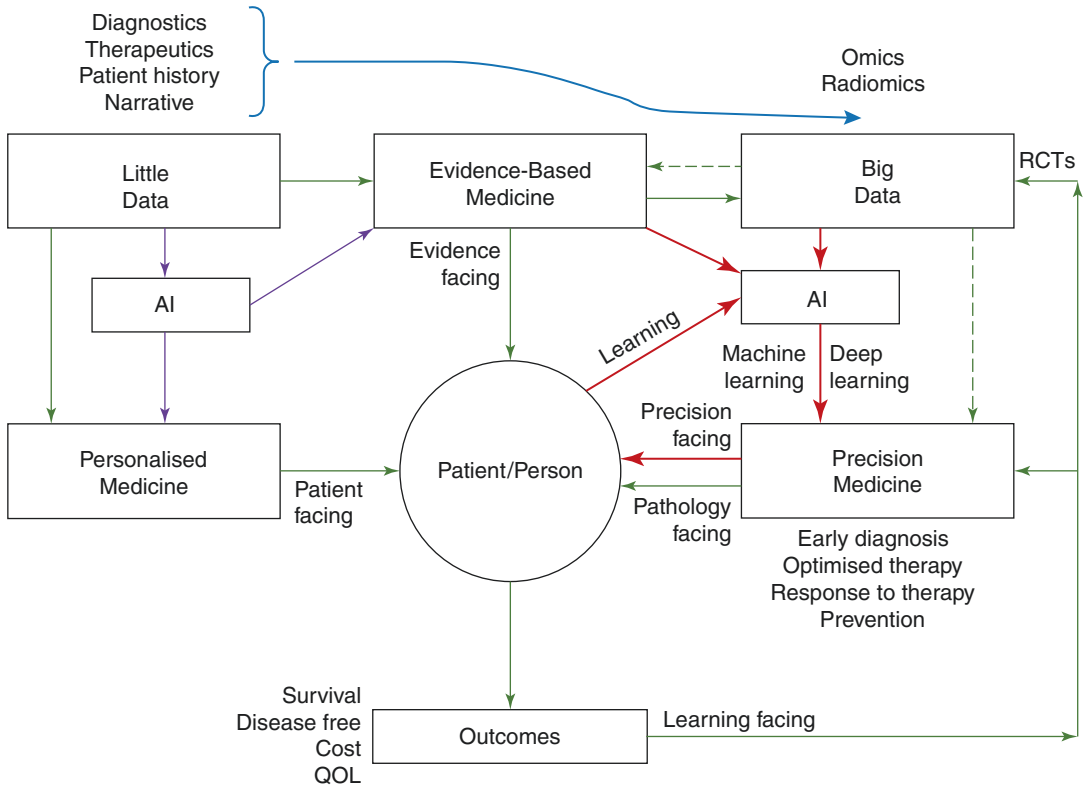 Diagnostics
Therapeutics
Patient history
Narrative
Omics
Radiomics
Little
Data
Evidence-Based
Medicine
Big
Data
RCTs
Evidence
facing
AI
AI
Learning
Machine
learning
Deep
learning
Precision
facing
Personalised
Medicine
Patient
facing
Patient/Person
Pathology
facing
Precision
Medicine
Early diagnosis
Optimised therapy
Response to therapy
Prevention
Survival
Disease free
Cost
QOL
Outcomes
Learning facing